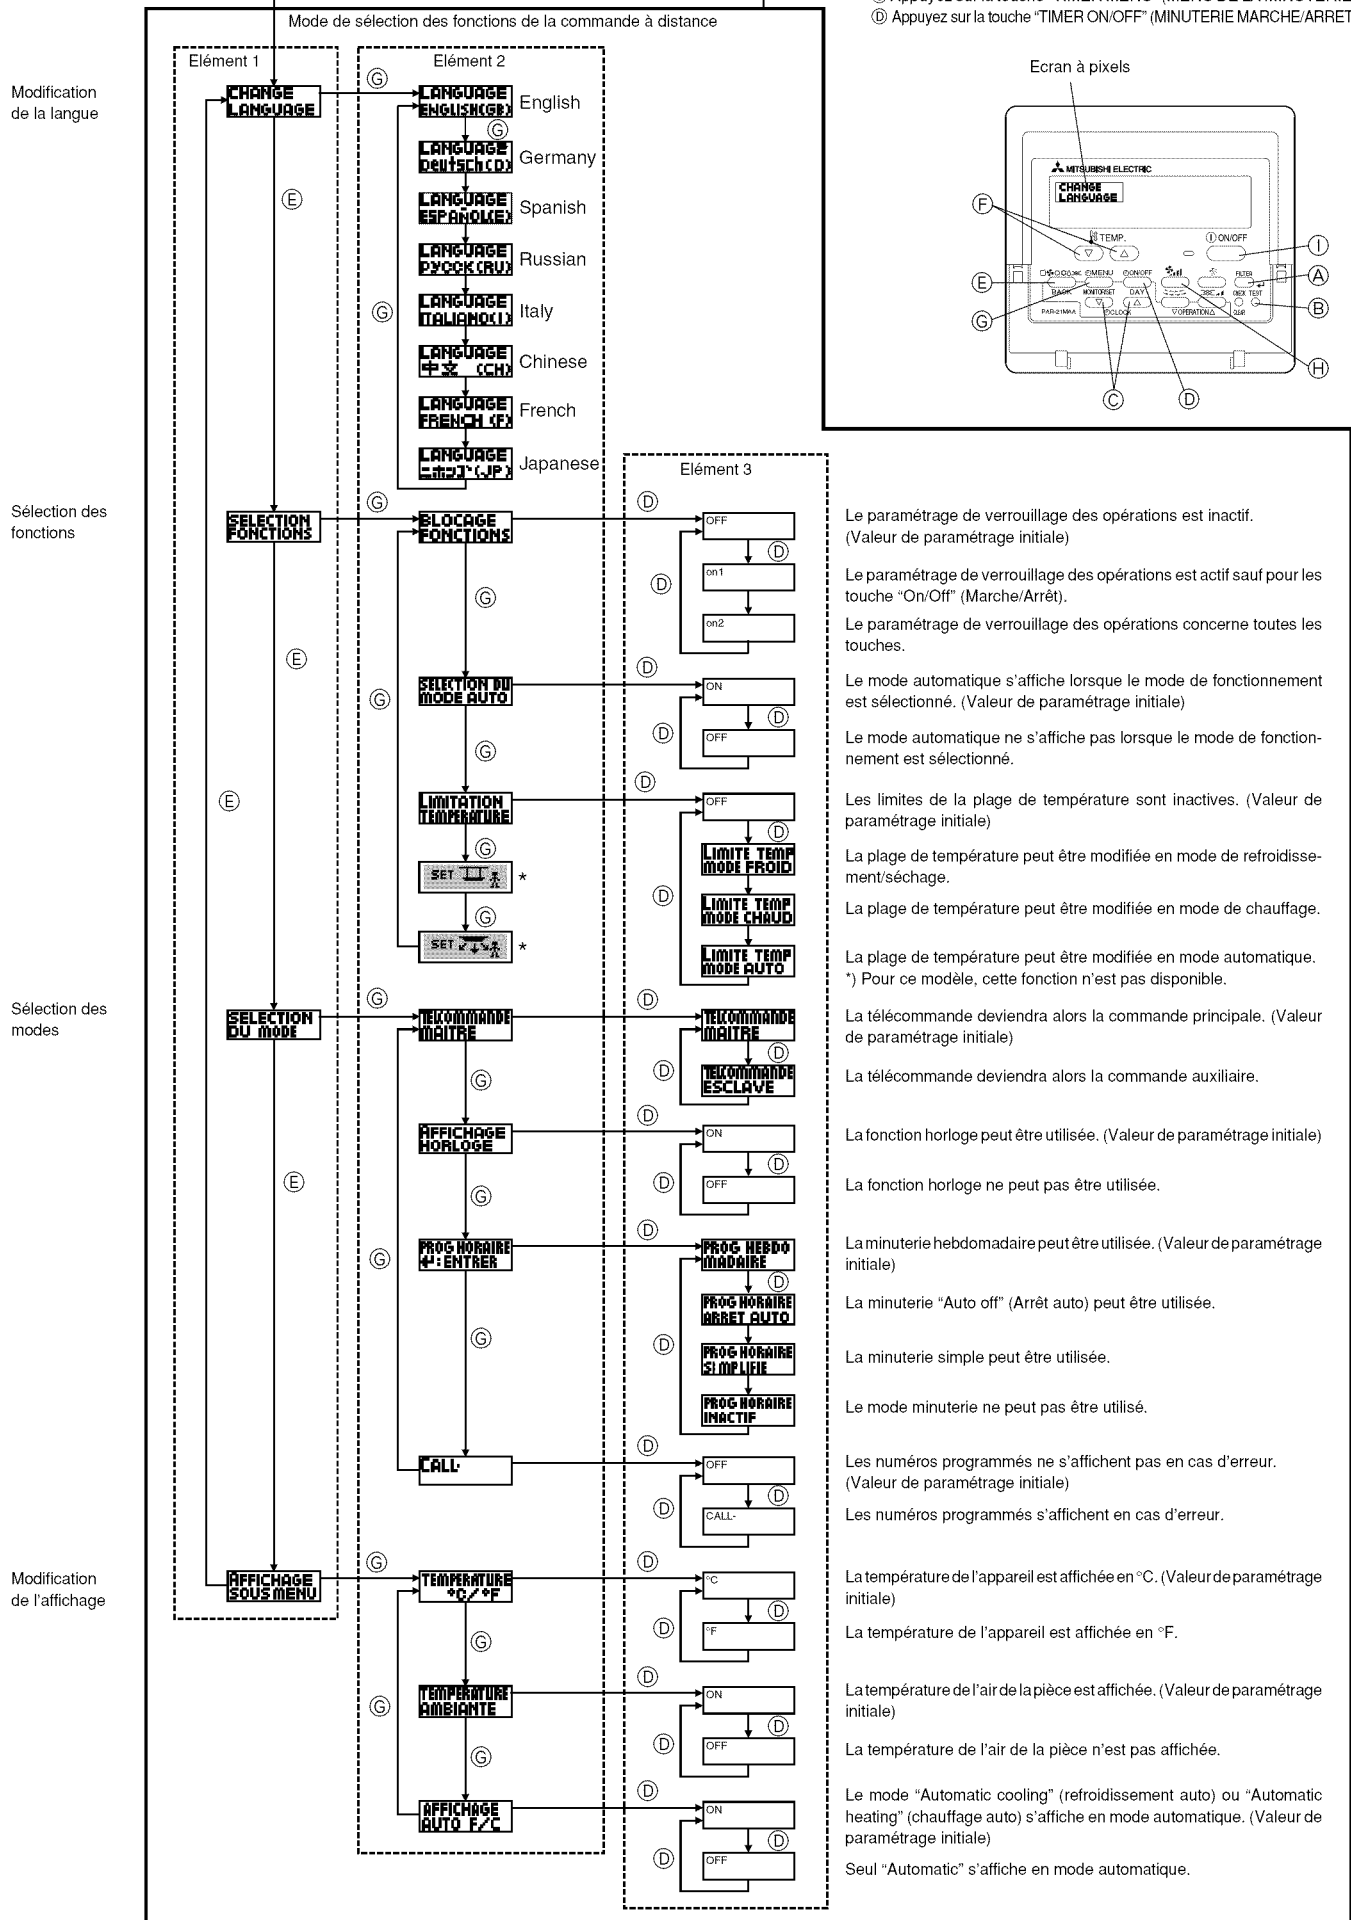 Appuyez sur la touche "TIMER MENU" (MENU DE LA MINUTERIE
Ⓓ Appuyez sur la touche "TIMER ON/OFF" (MINUTERIE MARCHE/ARRET
Mode de sélection des fonctions de la commande à distance
Elément 1
Elément 2
Ecran à pixels
Modification
de la langue
CHANGE
LANGUAGE
Ⓖ
LANGUAGE
ENGLISH(GB)
English
Ⓖ
LANGUAGE
Deutsch(D)
Germany
Ⓔ
LANGUAGE
ESPAÑOL(E)
Spanish
LANGUAGE
РУССК(RU)
Russian
Ⓖ
LANGUAGE
ITALIANO(I)
Italy
LANGUAGE
中文 (CH)
Chinese
LANGUAGE
FRENCH (F)
French
LANGUAGE
ニホンゴ(JP)
Japanese
MITSUBISHI ELECTRIC
CHANGE
LANGUAGE
Ⓕ
TEMP.
ON/OFF
Ⓘ
MENU
ON/OFF
FILTER
Ⓐ
Ⓔ
BACK
MONITOR/SET
DAY
CHECK TEST
Ⓑ
Ⓖ
PAR-21MAA
CLOCK
▽OPERATION△
CLEAR
Ⓗ
Ⓒ
Ⓓ
Elément 3
Sélection des
fonctions
SELECTION
FONCTIONS
Ⓖ
BLOCAGE
FONCTIONS
Ⓓ
OFF
Le paramétrage de verrouillage des opérations est inactif.
(Valeur de paramétrage initiale)
Ⓓ
Ⓓ
on1
Le paramétrage de verrouillage des opérations est actif sauf pour les
touche "On/Off" (Marche/Arrêt).
Ⓖ
on2
Le paramétrage de verrouillage des opérations concerne toutes les
touches.
Ⓔ
Ⓖ
SELECTION DU
MODE AUTO
Ⓓ
ON
Le mode automatique s'affiche lorsque le mode de fonctionnement
est sélectionné. (Valeur de paramétrage initiale)
Ⓓ
Ⓓ
OFF
Le mode automatique ne s'affiche pas lorsque le mode de fonction-
nement est sélectionné.
Ⓖ
Ⓔ
LIMITATION
TEMPERATURE
Ⓓ
OFF
Les limites de la plage de température sont inactives. (Valeur de
paramétrage initiale)
Ⓓ
Ⓖ
LIMITE TEMP
MODE FROID
La plage de température peut être modifiée en mode de refroidisse-
ment/séchage.
SET
*
Ⓓ
LIMITE TEMP
MODE CHAUD
La plage de température peut être modifiée en mode de chauffage.
Ⓖ
SET
*
LIMITE TEMP
MODE AUTO
La plage de température peut être modifiée en mode automatique.
*) Pour ce modèle, cette fonction n'est pas disponible.
Sélection des
modes
SELECTION
DU MODE
Ⓖ
TELCOMMANDE
MAITRE
Ⓓ
TELCOMMANDE
MAITRE
La télécommande deviendra alors la commande principale. (Valeur
de paramétrage initiale)
Ⓓ
Ⓓ
Ⓖ
TELCOMMANDE
ESCLAVE
La télécommande deviendra alors la commande auxiliaire.
AFFICHAGE
HORLOGE
Ⓓ
ON
La fonction horloge peut être utilisée. (Valeur de paramétrage initiale)
Ⓓ
Ⓔ
Ⓓ
OFF
La fonction horloge ne peut pas être utilisée.
Ⓖ
Ⓖ
PROG HORAIRE
↵:ENTRER
Ⓓ
PROG HEBDO
MADAIRE
La minuterie hebdomadaire peut être utilisée. (Valeur de paramétrage
initiale)
Ⓓ
PROG HORAIRE
ARRET AUTO
La minuterie "Auto off" (Arrêt auto) peut être utilisée.
Ⓖ
Ⓓ
PROG HORAIRE
SIMPLIFIE
La minuterie simple peut être utilisée.
PROG HORAIRE
INACTIF
Le mode minuterie ne peut pas être utilisé.
CALL-
Ⓓ
OFF
Les numéros programmés ne s'affichent pas en cas d'erreur.
(Valeur de paramétrage initiale)
Ⓓ
Ⓓ
CALL-
Les numéros programmés s'affichent en cas d'erreur.
Modification
de l'affichage
AFFICHAGE
SOUS MENU
Ⓖ
TEMPERATURE
°C/°F
Ⓓ
°C
La température de l'appareil est affichée en °C. (Valeur de paramétrage
initiale)
Ⓓ
Ⓓ
°F
La température de l'appareil est affichée en °F.
Ⓖ
Ⓖ
TEMPERATURE
AMBIANTE
Ⓓ
ON
La température de l'air de la pièce est affichée. (Valeur de paramétrage
initiale)
Ⓓ
Ⓓ
OFF
La température de l'air de la pièce n'est pas affichée.
Ⓖ
AFFICHAGE
AUTO F/C
Ⓓ
ON
Le mode "Automatic cooling" (refroidissement auto) ou "Automatic
heating" (chauffage auto) s'affiche en mode automatique. (Valeur de
paramétrage initiale)
Ⓓ
Ⓓ
OFF
Seul "Automatic" s'affiche en mode automatique.